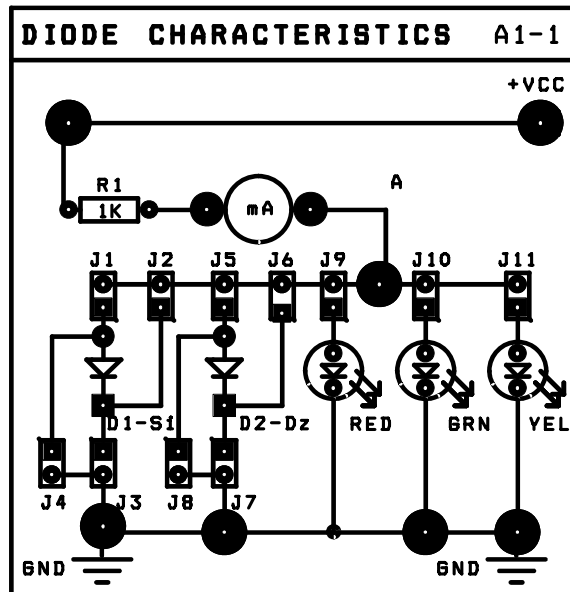 DIODE CHARACTERISTICS A1-1
+VCC
R1
A
1K
mA
J1 J2 J5 J6 J9 J10 J11
D1-Si D2-Dz RED GRN YEL
J4 J3 J8 J7
GND GND